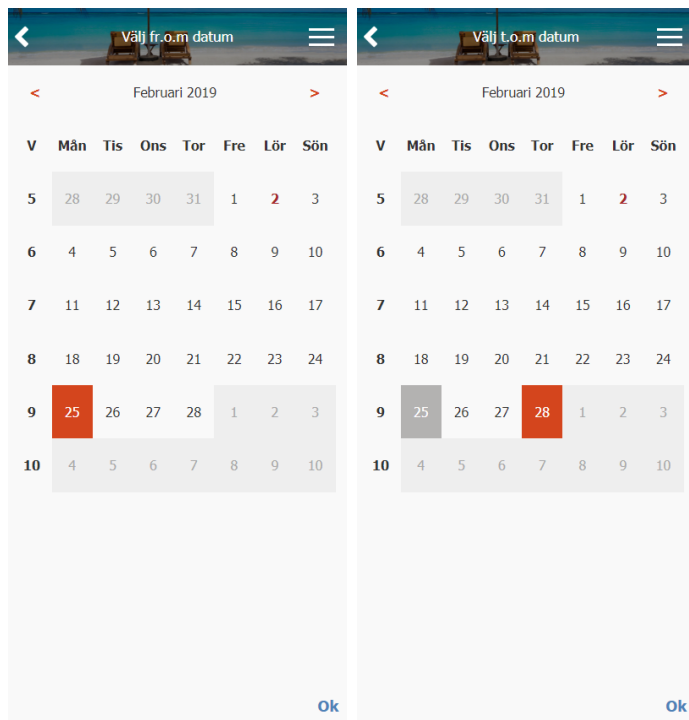 Välj fr.o.m datum
< Februari 2019 >
V Mån Tis Ons Tor Fre Lör Sön
5 28 29 30 31 1 2 3
6 4 5 6 7 8 9 10
7 11 12 13 14 15 16 17
8 18 19 20 21 22 23 24
9 25 26 27 28 1 2 3
10 4 5 6 7 8 9 10
Ok
Välj t.o.m datum
< Februari 2019 >
V Mån Tis Ons Tor Fre Lör Sön
5 28 29 30 31 1 2 3
6 4 5 6 7 8 9 10
7 11 12 13 14 15 16 17
8 18 19 20 21 22 23 24
9 25 26 27 28 1 2 3
10 4 5 6 7 8 9 10
Ok